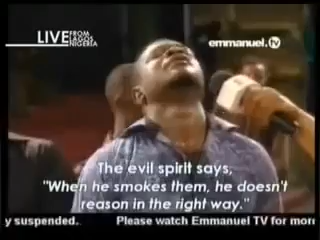 LIVE FROM LAGOS NIGERIA
emmanuel.tv
The evil spirit says,
"When he smokes them, he doesn't
reason in the right way."
y suspended. Please watch Emmanuel TV for more